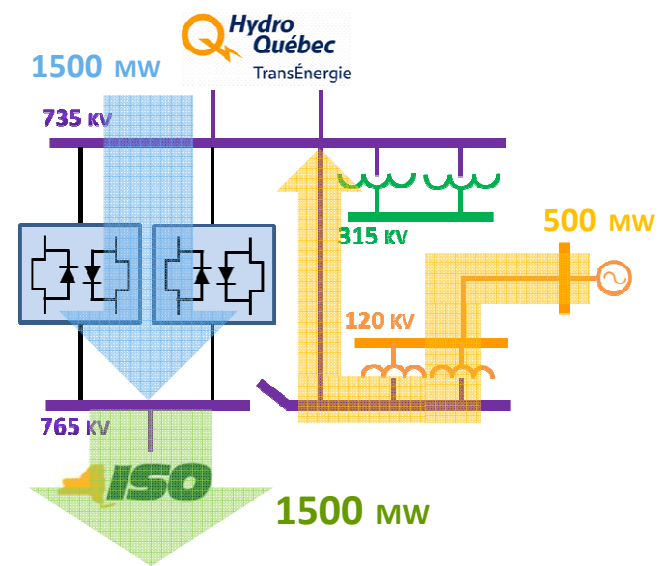 Hydro
Québec
TransÉnergie
1500 MW
735 KV
315 KV
500 MW
120 KV
765 KV
ISO
1500 MW